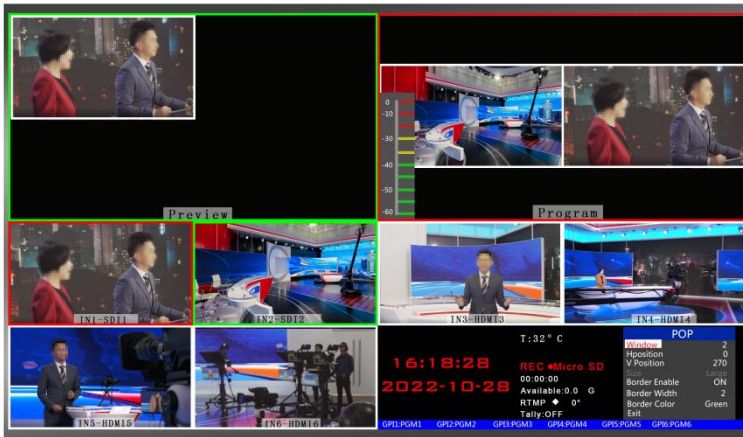 0
-10
-30
-40
-50
-60
Preview
Program
IN1-SDI1
IN2-SDI2
IN3-HDMI3
IN4-HDMI4
IN5-HDMI5
IN6-HDMI6
T:32° C
16:18:28
REC ●Micro SD
00:00:00
2022-10-28
Available:0.0 G
RTMP ◆ 0°
Tally:OFF
POP
Window 2
Hposition 0
V Position 270
Size Large
Border Enable ON
Border Width 2
Border Color Green
Exit
GPI1:PGM1 GPI2:PGM2 GPI3:PGM3 GPI4:PGM4 GPI5:PGM5 GPI6:PGM6